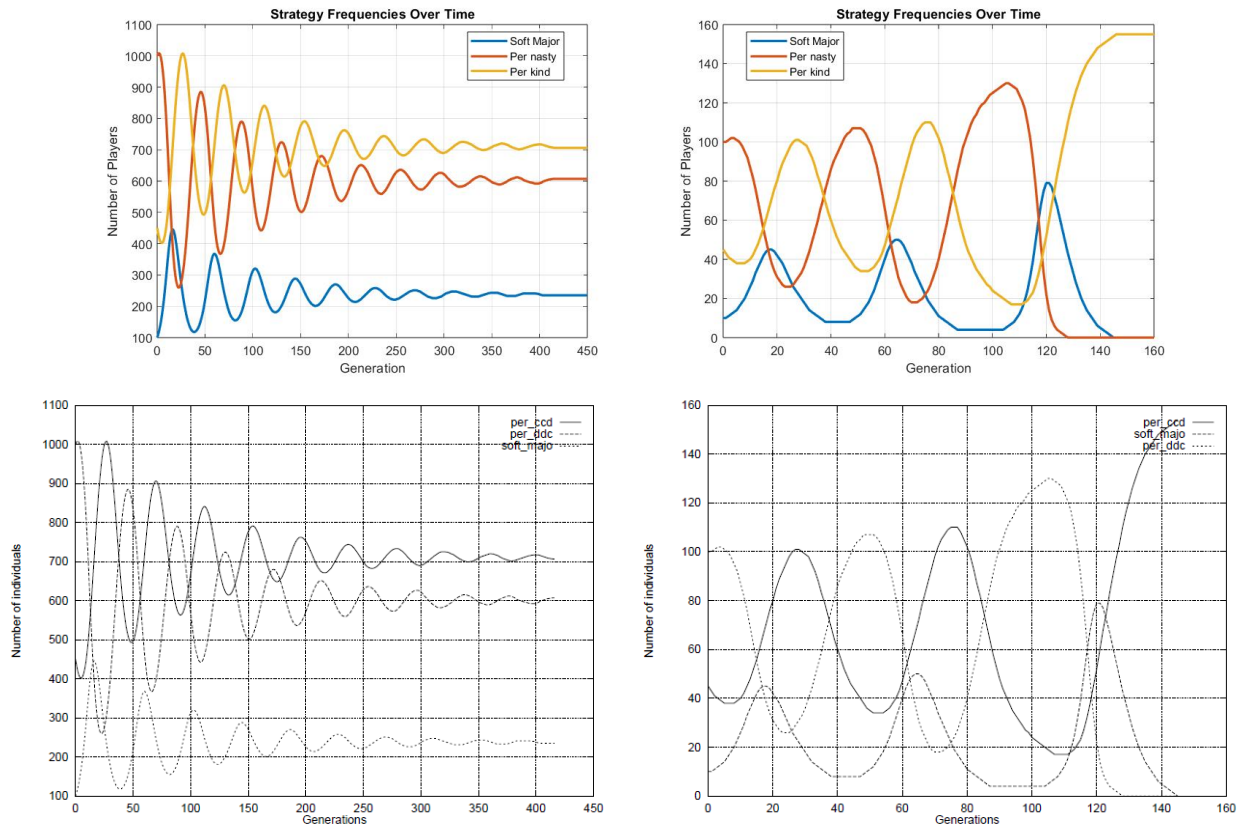 Strategy Frequencies Over Time
1100
1000
900
800
700
600
500
400
300
200
100
0 50 100 150 200 250 300 350 400 450
Number of Players
Generation
Soft Major
Per nasty
Per kind
Strategy Frequencies Over Time
160
140
120
100
80
60
40
20
0
0 20 40 60 80 100 120 140 160
Number of Players
Generation
Soft Major
Per nasty
Per kind
1100
1000
900
800
700
600
500
400
300
200
100
0 50 100 150 200 250 300 350 400 450
Number of individuals
Generations
per_ccd
per_ddc
soft_majo
160
140
120
100
80
60
40
20
0
0 20 40 60 80 100 120 140 160
Number of individuals
Generations
per_ccd
soft_majo
per_ddc